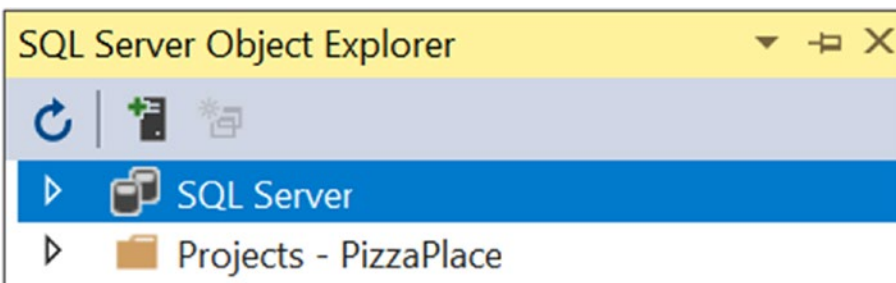 SQL Server Object Explorer
SQL Server
Projects - PizzaPlace